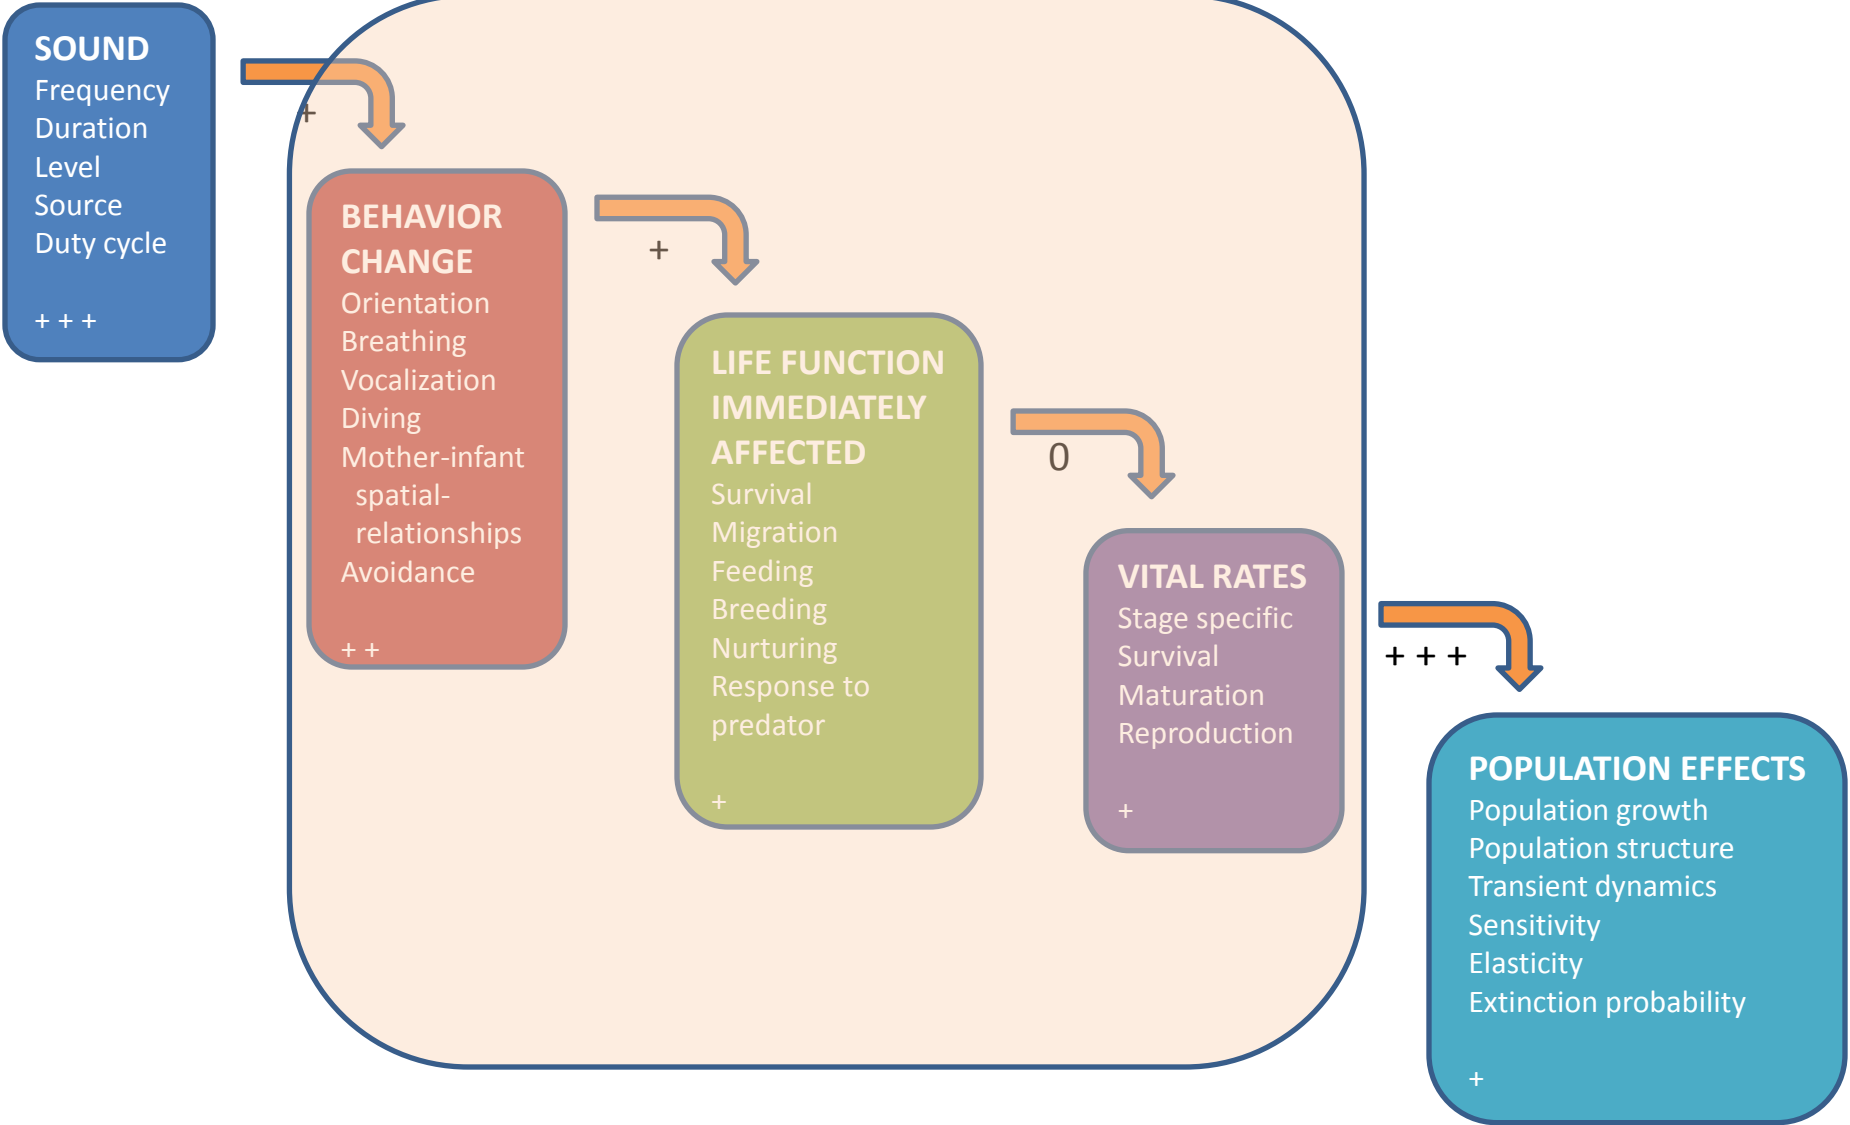 SOUND
Frequency
Duration
Level
Source
Duty cycle
+ + +
+
BEHAVIOR
CHANGE
Orientation
Breathing
Vocalization
Diving
Mother-infant
spatial-
relationships
Avoidance
+ +
+
LIFE FUNCTION
IMMEDIATELY
AFFECTED
Survival
Migration
Feeding
Breeding
Nurturing
Response to
predator
+
0
VITAL RATES
Stage specific
Survival
Maturation
Reproduction
+
+ + +
POPULATION EFFECTS
Population growth
Population structure
Transient dynamics
Sensitivity
Elasticity
Extinction probability
+